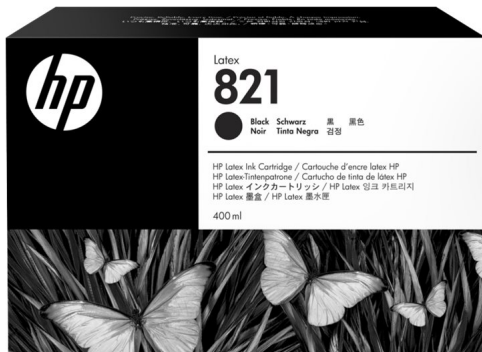 hp
Latex
821
Black Schwarz 黒 黑色
Noir Tinta Negra 검정
HP Latex Ink Cartridge / Cartouche d'encre latex HP
HP Latex-Tintenpatrone / Cartucho de tinta de látex HP
HP Latex インクカートリッジ / HP Latex 잉크 카트리지
HP Latex 墨盒 / HP Latex 墨水匣
400 ml